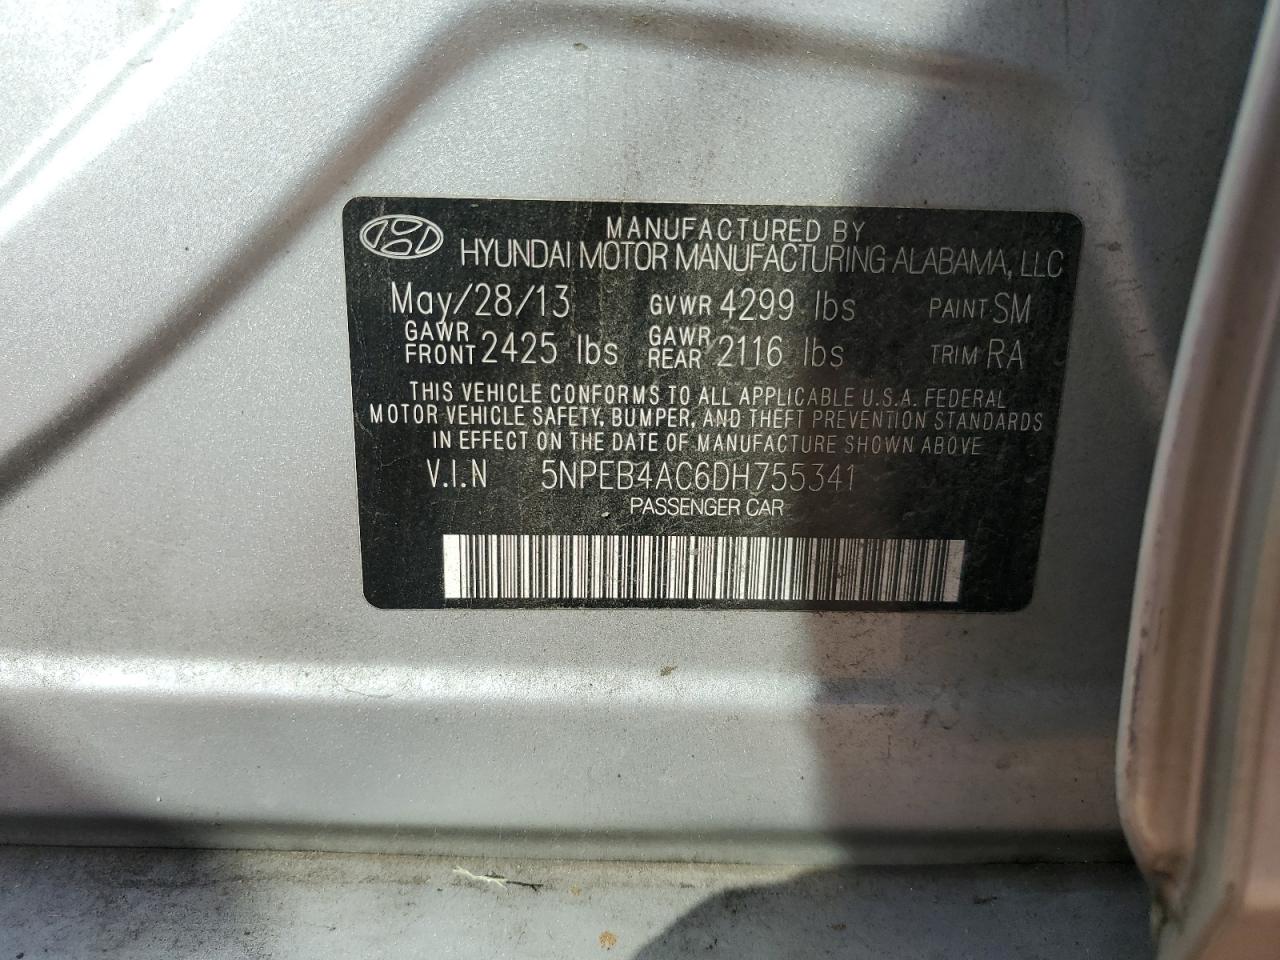 MANUFACTURED BY
HYUNDAI MOTOR MANUFACTURING ALABAMA, LLC
May/28/13 GVWR 4299 lbs PAINT SM
GAWR FRONT 2425 lbs GAWR REAR 2116 lbs TRIM RA
THIS VEHICLE CONFORMS TO ALL APPLICABLE U.S.A. FEDERAL
MOTOR VEHICLE SAFETY, BUMPER, AND THEFT PREVENTION STANDARDS
IN EFFECT ON THE DATE OF MANUFACTURE SHOWN ABOVE
V.I.N 5NPEB4AC6DH755341
PASSENGER CAR